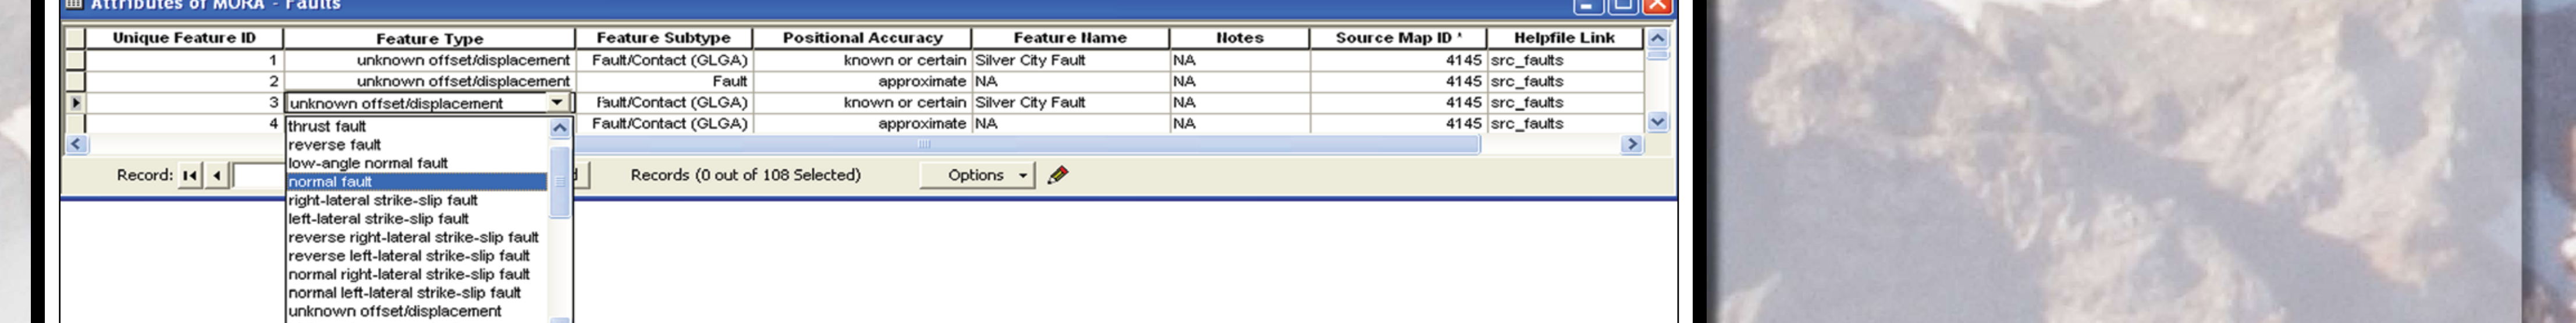 Attributes of MORA - Faults
Unique Feature ID Feature Type Feature Subtype Positional Accuracy Feature Name Notes Source Map ID * Helpfile Link
1 unknown offset/displacement Fault/Contact (GLGA) known or certain Silver City Fault NA 4145 src_faults
2 unknown offset/displacement Fault approximate NA NA 4145 src_faults
3 unknown offset/displacement Fault/Contact (GLGA) known or certain Silver City Fault NA 4145 src_faults
4 Fault/Contact (GLGA) approximate NA NA 4145 src_faults
thrust fault
reverse fault
low-angle normal fault
normal fault
right-lateral strike-slip fault
left-lateral strike-slip fault
reverse right-lateral strike-slip fault
reverse left-lateral strike-slip fault
normal right-lateral strike-slip fault
normal left-lateral strike-slip fault
unknown offset/displacement
Record: Records (0 out of 108 Selected) Options